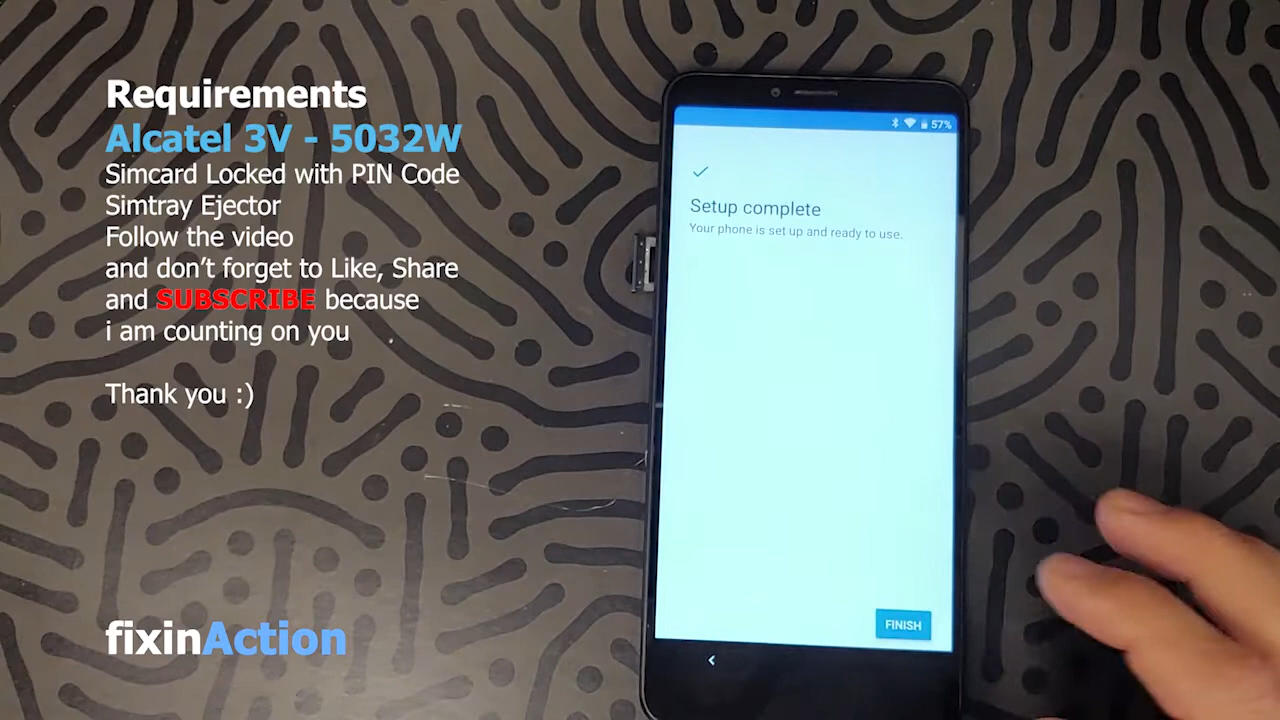 Requirements
Alcatel 3V - 5032W
Simcard Locked with PIN Code
Simtray Ejector
Follow the video
and don’t forget to Like, Share
and SUBSCRIBE because
i am counting on you
Thank you :)
fixinAction
57%
Setup complete
Your phone is set up and ready to use.
FINISH